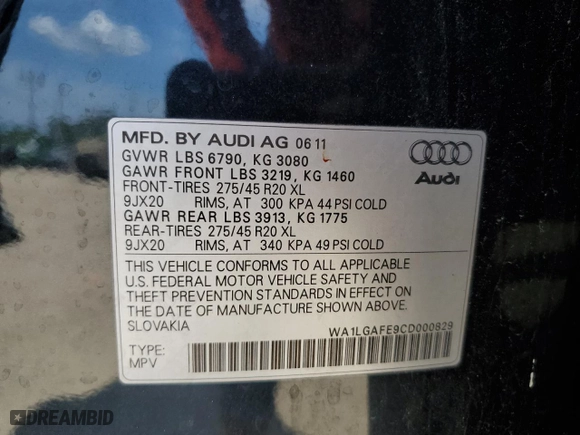 MFD. BY AUDI AG 06 11
GVWR LBS 6790, KG 3080
GAWR FRONT LBS 3219, KG 1460
FRONT-TIRES 275/45 R20 XL
9JX20 RIMS, AT 300 KPA 44 PSI COLD
GAWR REAR LBS 3913, KG 1775
REAR-TIRES 275/45 R20 XL
9JX20 RIMS, AT 340 KPA 49 PSI COLD
Audi
THIS VEHICLE CONFORMS TO ALL APPLICABLE
U.S. FEDERAL MOTOR VEHICLE SAFETY AND
THEFT PREVENTION STANDARDS IN EFFECT ON
THE DATE OF MANUFACTURE SHOWN ABOVE.
SLOVAKIA WA1LGAFE9CD000829
TYPE:
MPV
DREAMBID